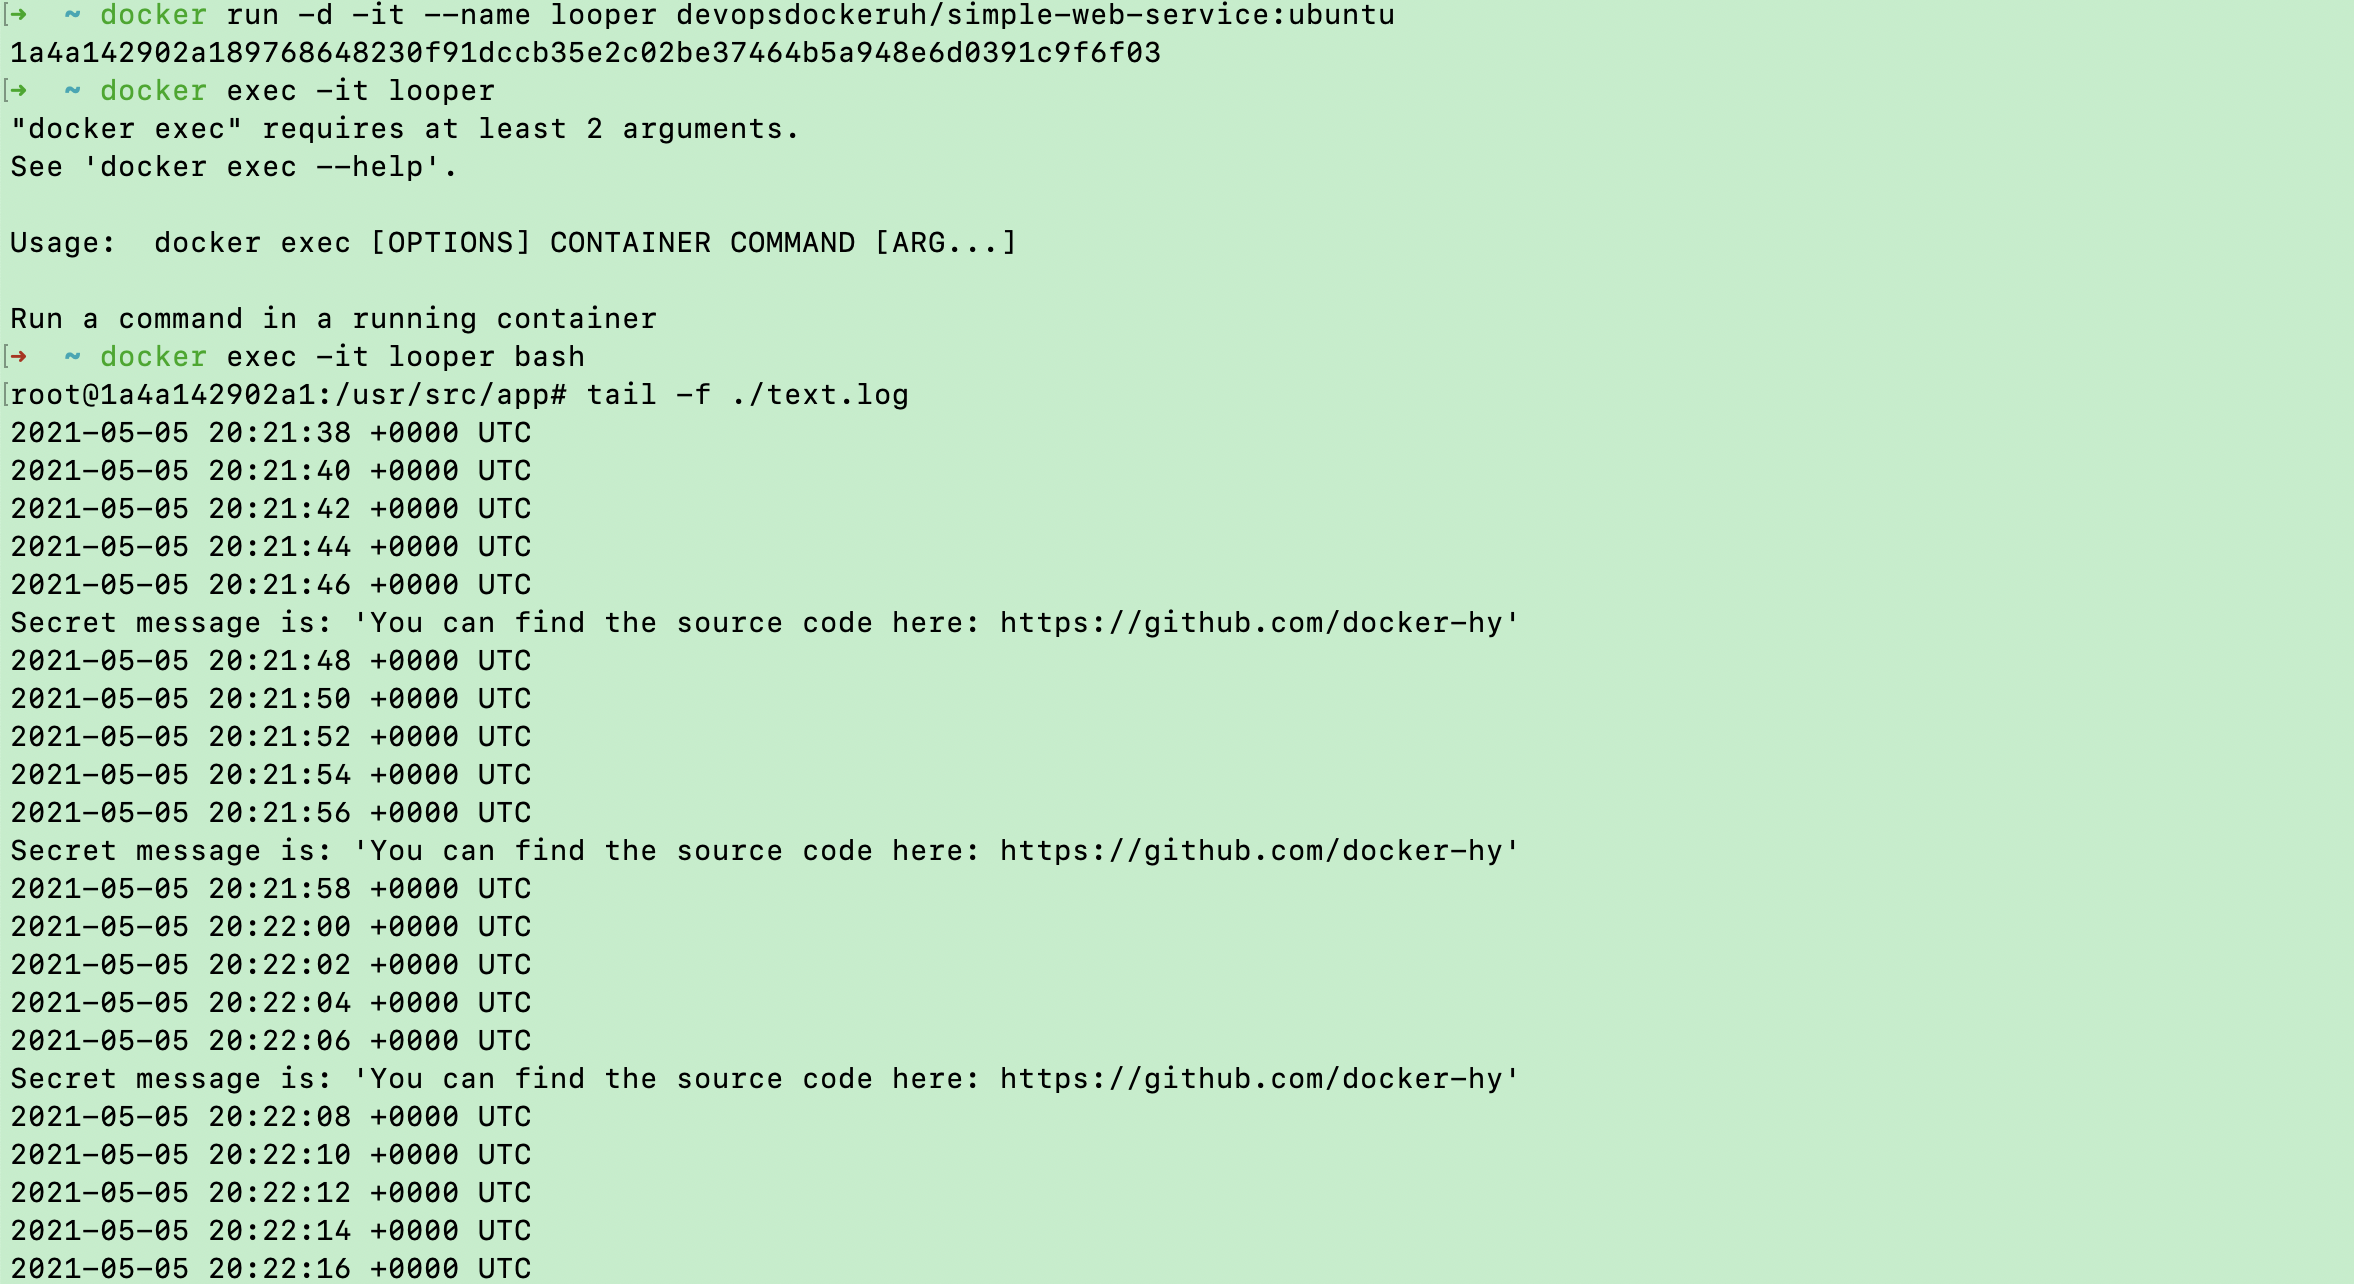 [➜  ~ docker run -d -it --name looper devopsdockeruh/simple-web-service:ubuntu
1a4a142902a189768648230f91dccb35e2c02be37464b5a948e6d0391c9f6f03
[➜  ~ docker exec -it looper
"docker exec" requires at least 2 arguments.
See 'docker exec --help'.
Usage:  docker exec [OPTIONS] CONTAINER COMMAND [ARG...]
Run a command in a running container
[➜  ~ docker exec -it looper bash
[root@1a4a142902a1:/usr/src/app# tail -f ./text.log
2021-05-05 20:21:38 +0000 UTC
2021-05-05 20:21:40 +0000 UTC
2021-05-05 20:21:42 +0000 UTC
2021-05-05 20:21:44 +0000 UTC
2021-05-05 20:21:46 +0000 UTC
Secret message is: 'You can find the source code here: https://github.com/docker-hy'
2021-05-05 20:21:48 +0000 UTC
2021-05-05 20:21:50 +0000 UTC
2021-05-05 20:21:52 +0000 UTC
2021-05-05 20:21:54 +0000 UTC
2021-05-05 20:21:56 +0000 UTC
Secret message is: 'You can find the source code here: https://github.com/docker-hy'
2021-05-05 20:21:58 +0000 UTC
2021-05-05 20:22:00 +0000 UTC
2021-05-05 20:22:02 +0000 UTC
2021-05-05 20:22:04 +0000 UTC
2021-05-05 20:22:06 +0000 UTC
Secret message is: 'You can find the source code here: https://github.com/docker-hy'
2021-05-05 20:22:08 +0000 UTC
2021-05-05 20:22:10 +0000 UTC
2021-05-05 20:22:12 +0000 UTC
2021-05-05 20:22:14 +0000 UTC
2021-05-05 20:22:16 +0000 UTC